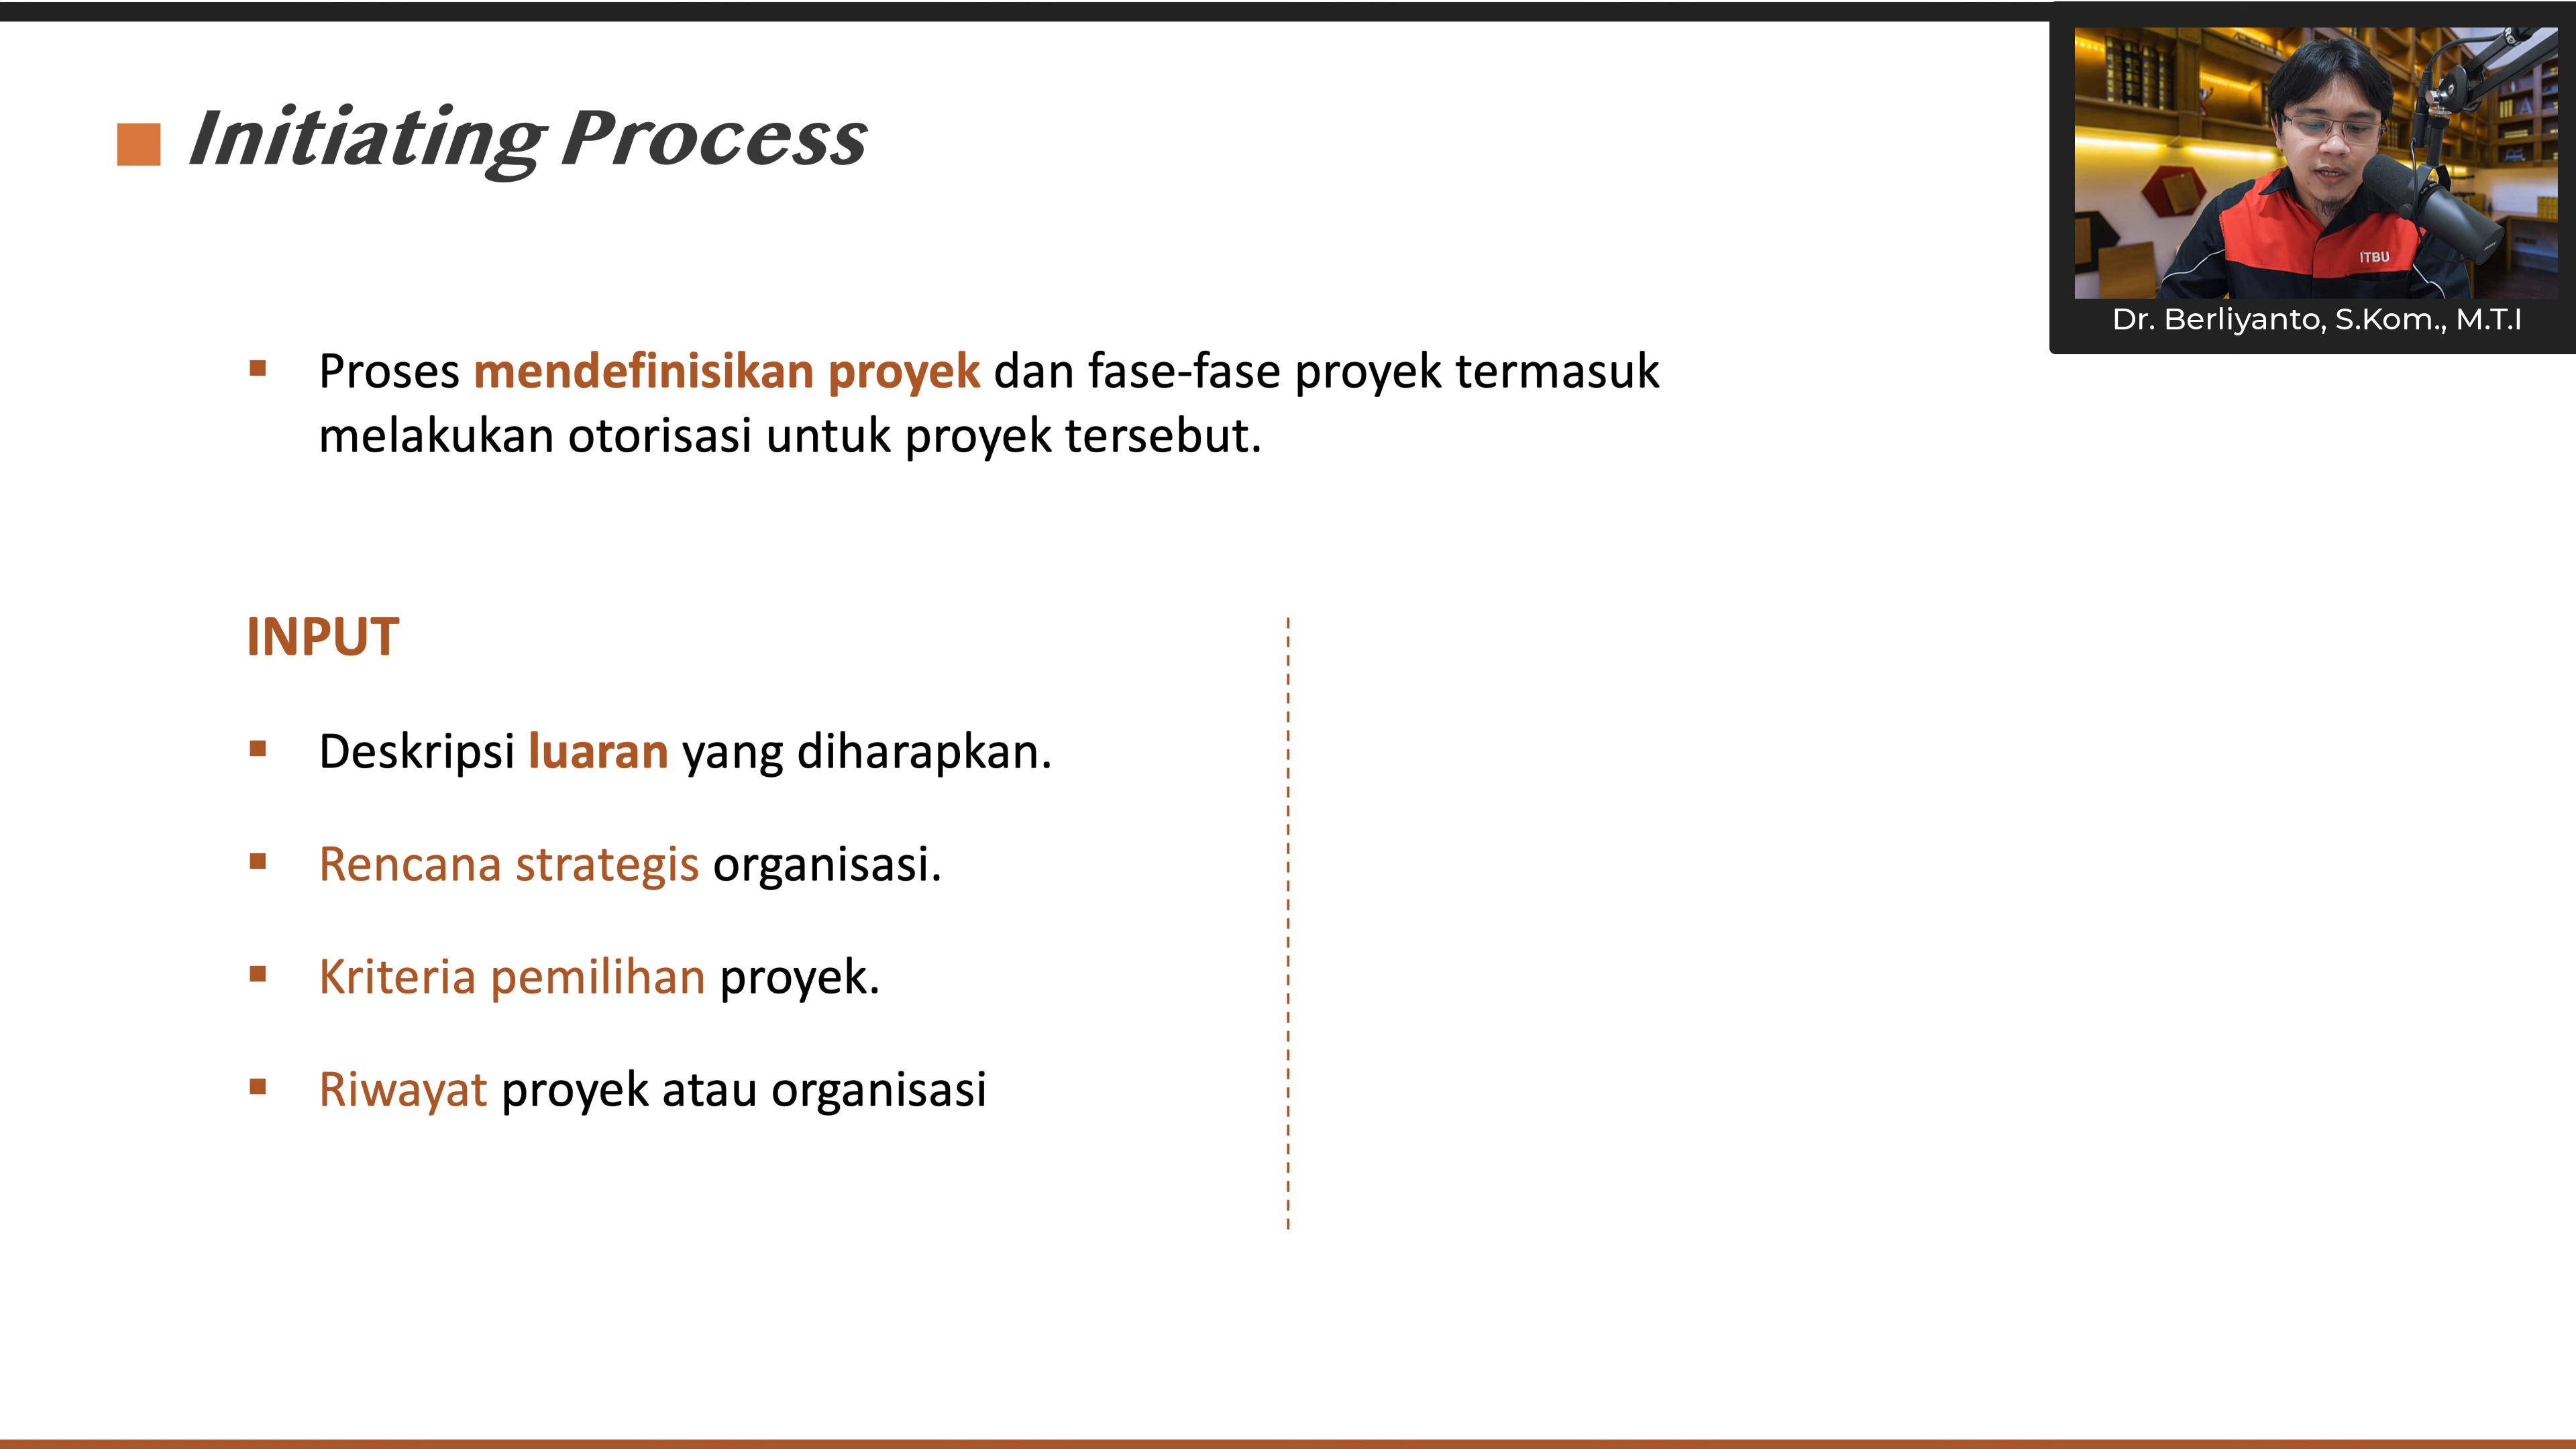 Initiating Process
Proses mendefinisikan proyek dan fase-fase proyek termasuk
melakukan otorisasi untuk proyek tersebut.
INPUT
Deskripsi luaran yang diharapkan.
Rencana strategis organisasi.
Kriteria pemilihan proyek.
Riwayat proyek atau organisasi
ITBU
Dr. Berliyanto, S.Kom., M.T.I